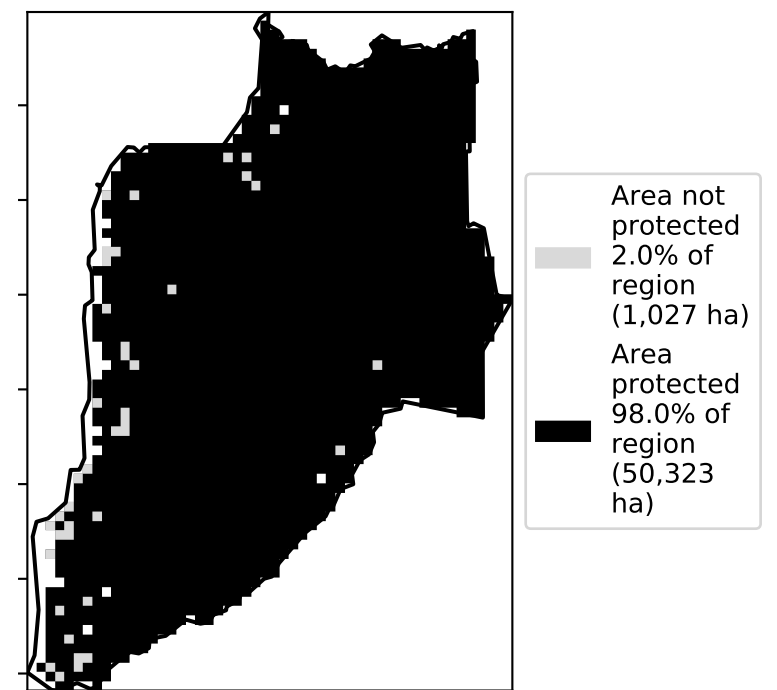 Area not
protected
2.0% of
region
(1,027 ha)
Area
protected
98.0% of
region
(50,323
ha)